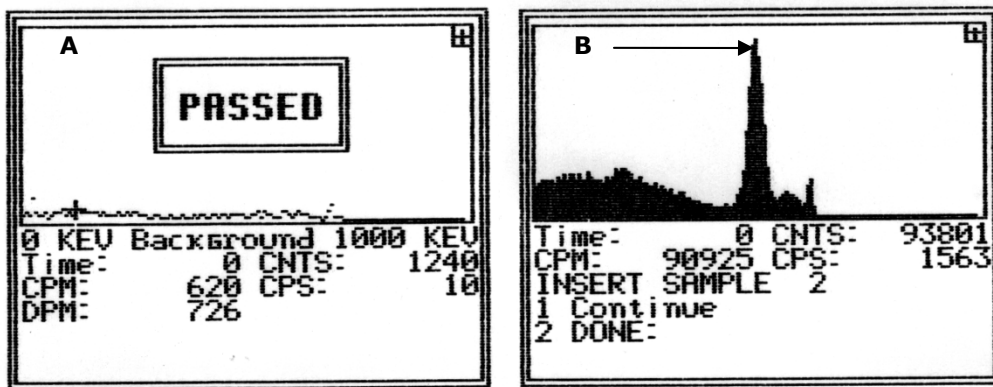 A
PASSED
0 KEV Background 1000 KEV
Time: 0 CNTS: 1240
CPM: 620 CPS: 10
DPM: 726
B
Time: 0 CNTS: 93801
CPM: 90925 CPS: 1563
INSERT SAMPLE 2
1 Continue
2 DONE: